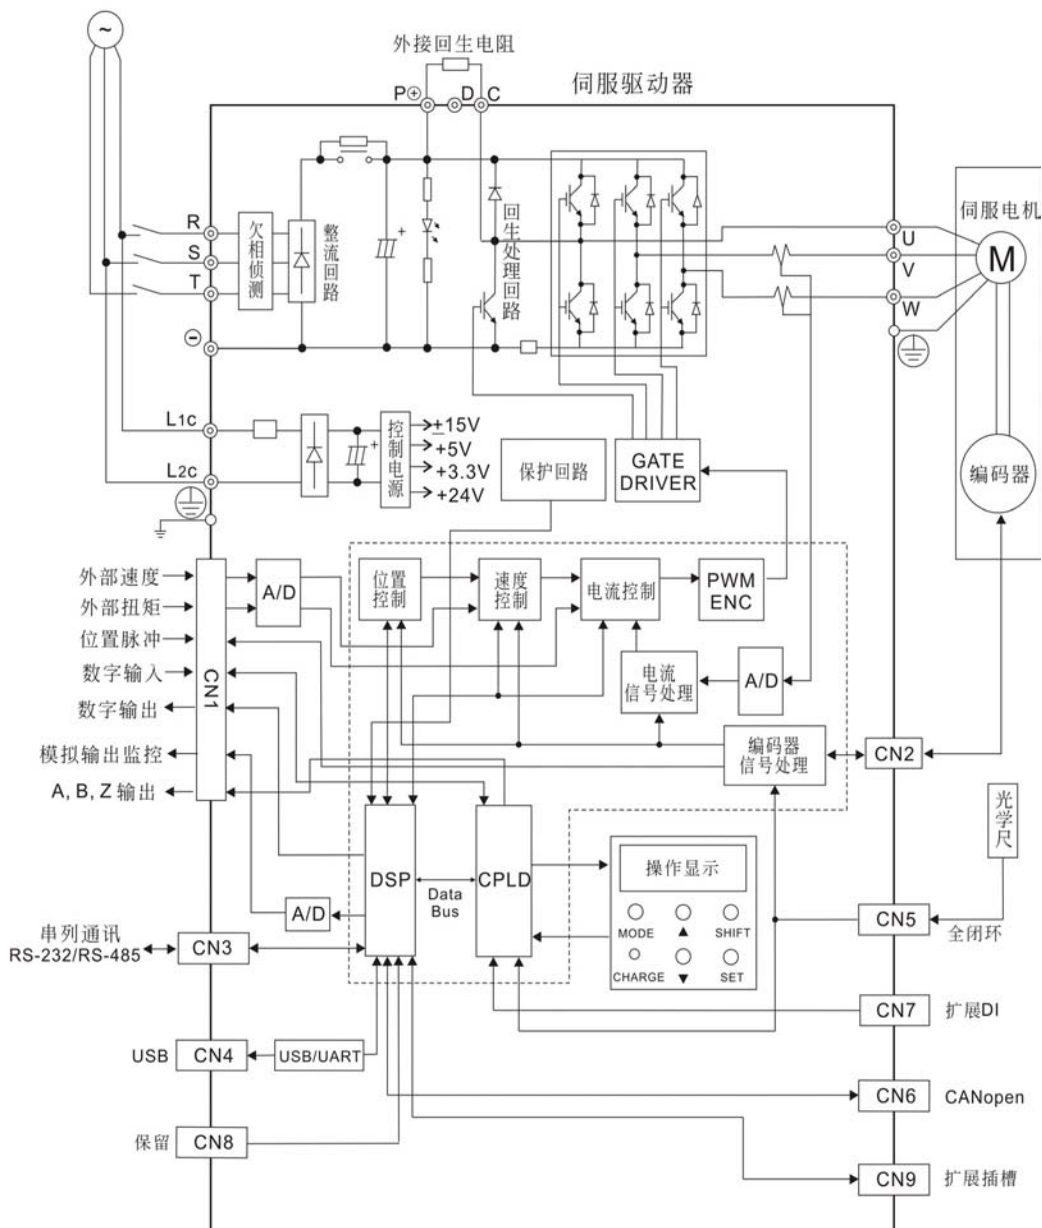 ~
外接回生电阻
伺服驱动器
P⊕
D
C
R
S
T
⊖
欠相侦测
整流回路
+
回生处理回路
U
V
W
伺服电机
M
编码器
L1C
L2C
+
控制电源
±15V
+5V
+3.3V
+24V
保护回路
GATE
DRIVER
外部速度
外部扭矩
位置脉冲
数字输入
数字输出
模拟输出监控
A, B, Z 输出
CN1
A/D
位置
控制
速度
控制
电流控制
PWM
ENC
电流
信号处理
A/D
编码器
信号处理
CN2
光学尺
DSP
Data
Bus
CPLD
操作显示
MODE
▲
SHIFT
CHARGE
▼
SET
A/D
串列通讯
RS-232/RS-485
CN3
CN5
全闭环
CN7
扩展DI
USB
CN4
USB/UART
CN6
CANopen
保留
CN8
CN9
扩展插槽